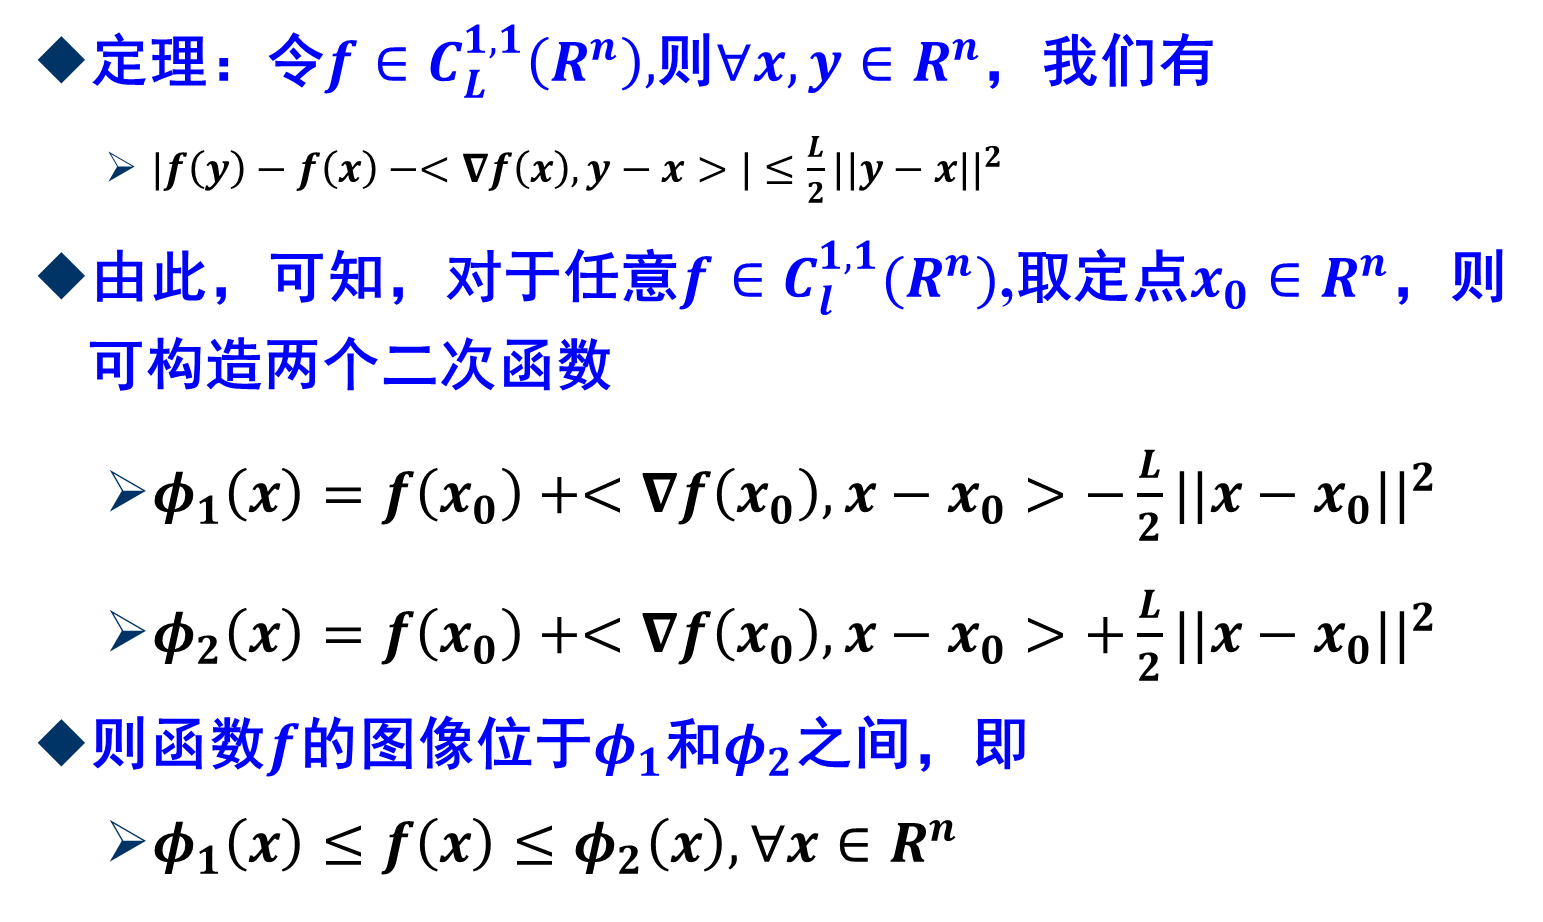 ◆定理：令f ∈ C_L^{1,1}(R^n),则∀x, y ∈ R^n，我们有
➢ |f(y) − f(x) −< ∇f(x), y − x > | ≤ \frac{L}{2}||y − x||^2
◆由此，可知，对于任意f ∈ C_l^{1,1}(R^n),取定点x_0 ∈ R^n，则
可构造两个二次函数
➢ϕ_1(x) = f(x_0) +< ∇f(x_0), x − x_0 > −\frac{L}{2}||x − x_0||^2
➢ϕ_2(x) = f(x_0) +< ∇f(x_0), x − x_0 > +\frac{L}{2}||x − x_0||^2
◆则函数f的图像位于ϕ_1和ϕ_2之间，即
➢ϕ_1(x) ≤ f(x) ≤ ϕ_2(x), ∀x ∈ R^n